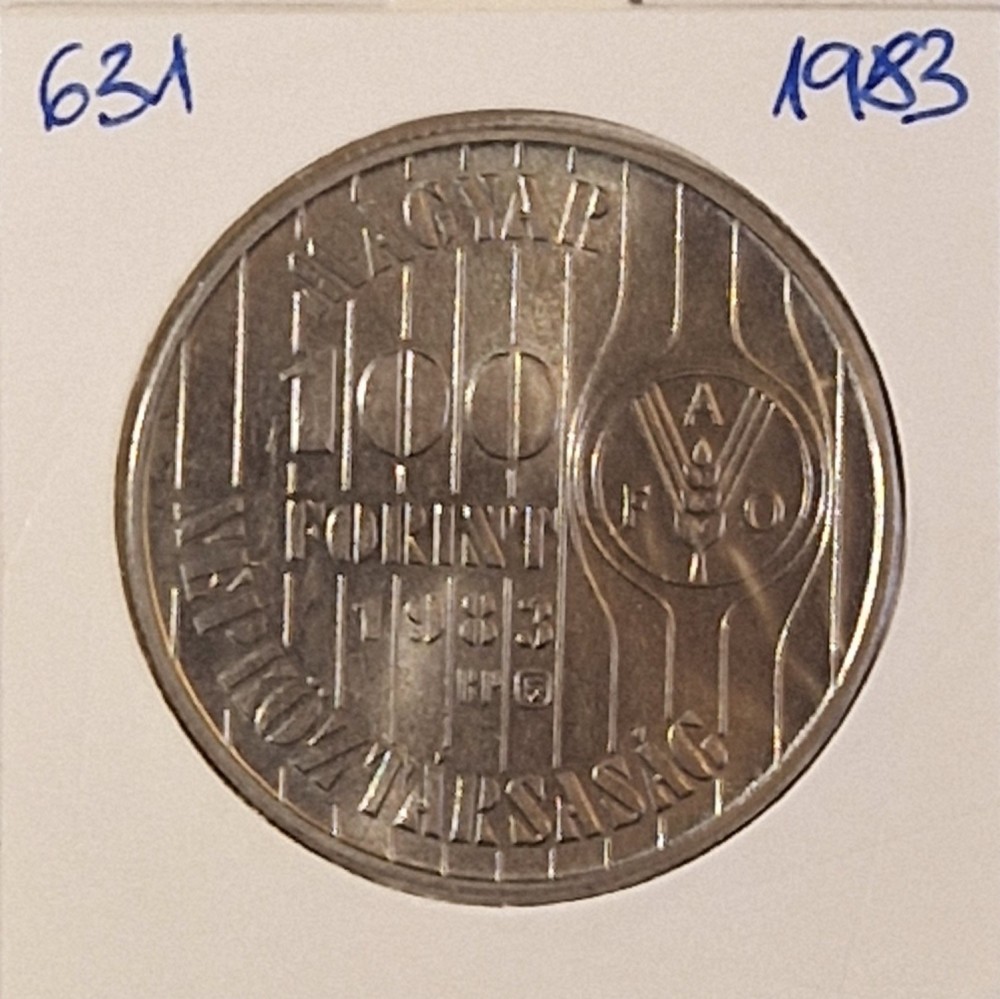 631
1983
MAGYAR
100
FORINT
1983
BP
NÉPKÖZTÁRSASÁG
F A O